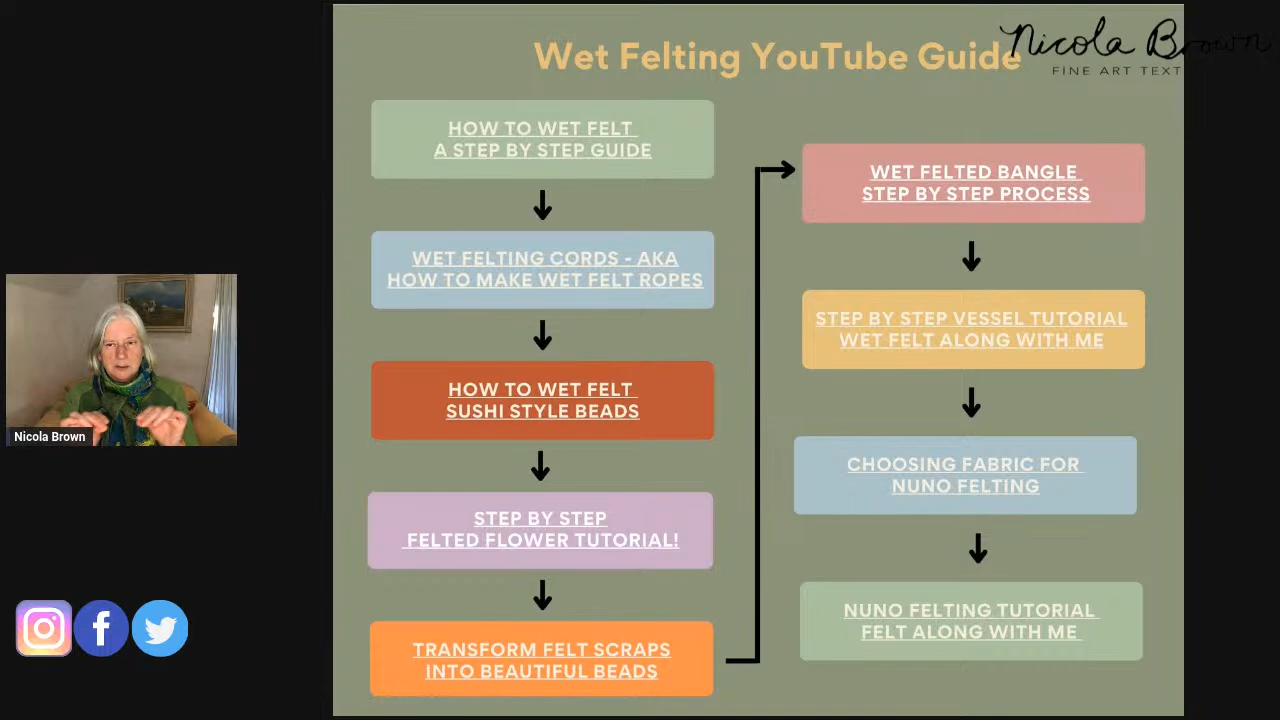 Wet Felting YouTube Guide
Nicola Brown
FINE ART TEXT
HOW TO WET FELT
A STEP BY STEP GUIDE
WET FELTING CORDS - AKA
HOW TO MAKE WET FELT ROPES
HOW TO WET FELT
SUSHI STYLE BEADS
STEP BY STEP
FELTED FLOWER TUTORIAL!
TRANSFORM FELT SCRAPS
INTO BEAUTIFUL BEADS
WET FELTED BANGLE
STEP BY STEP PROCESS
STEP BY STEP VESSEL TUTORIAL
WET FELT ALONG WITH ME
CHOOSING FABRIC FOR
NUNO FELTING
NUNO FELTING TUTORIAL
FELT ALONG WITH ME
Nicola Brown